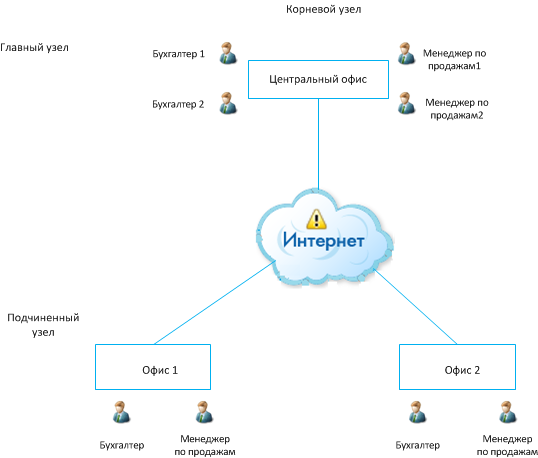 Корневой узел
Главный узел
Бухгалтер 1
Менеджер по
продажам1
Центральный офис
Бухгалтер 2
Менеджер по
продажам2
Интернет
Подчиненный
узел
Офис 1
Офис 2
Бухгалтер
Менеджер
по продажам
Бухгалтер
Менеджер
по продажам